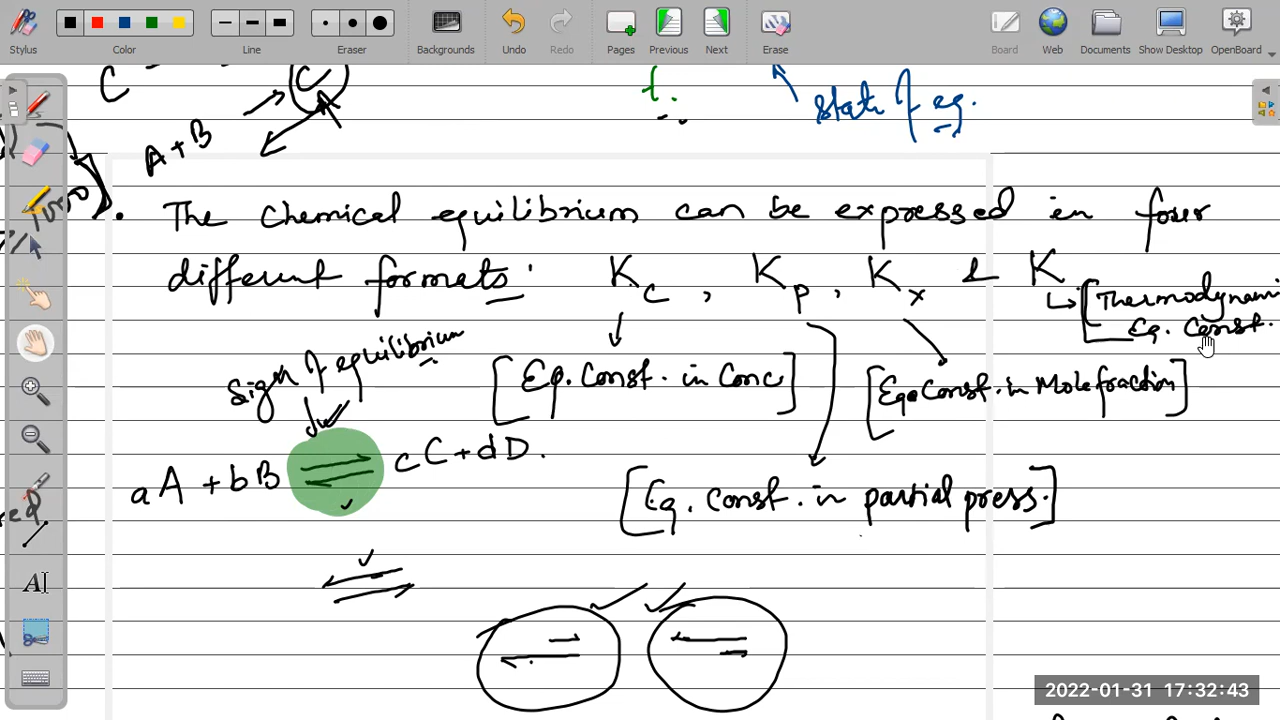 Stylus Color Line Eraser Backgrounds Undo Redo Pages Previous Next Erase Board Web Documents Show Desktop OpenBoard
C
C
t.
State of eq.
A + B
. The chemical equilibrium can be expressed in four
different formats: Kc, Kp, Kx & K
[Thermodynami
Eq. Const.
Sign of equilibrium
[Eq. Const. in Conc]
[Eq. Const. in Mole fraction]
aA + bB ⇌ cC + dD.
[Eq. Const. in partial press.]
2022-01-31 17:32:43